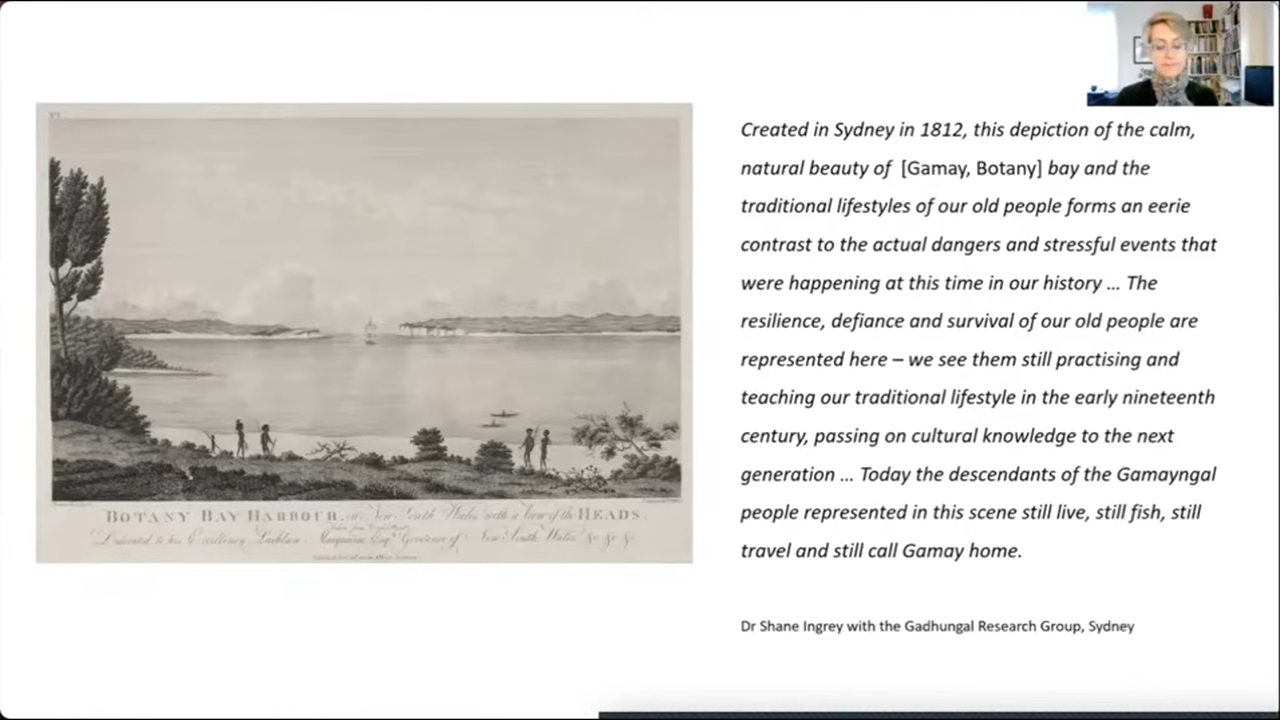 Created in Sydney in 1812, this depiction of the calm,
natural beauty of [Gamay, Botany] bay and the
traditional lifestyles of our old people forms an eerie
contrast to the actual dangers and stressful events that
were happening at this time in our history ... The
resilience, defiance and survival of our old people are
represented here – we see them still practising and
teaching our traditional lifestyle in the early nineteenth
century, passing on cultural knowledge to the next
generation ... Today the descendants of the Gamayngal
people represented in this scene still live, still fish, still
travel and still call Gamay home.
Dr Shane Ingrey with the Gadhungal Research Group, Sydney
BOTANY BAY HARBOUR, in New South Wales with a View of the HEADS.
Dedicated to his Excellency Lachlan Macquarie Esqr. Governor of New South Wales &c &c &c